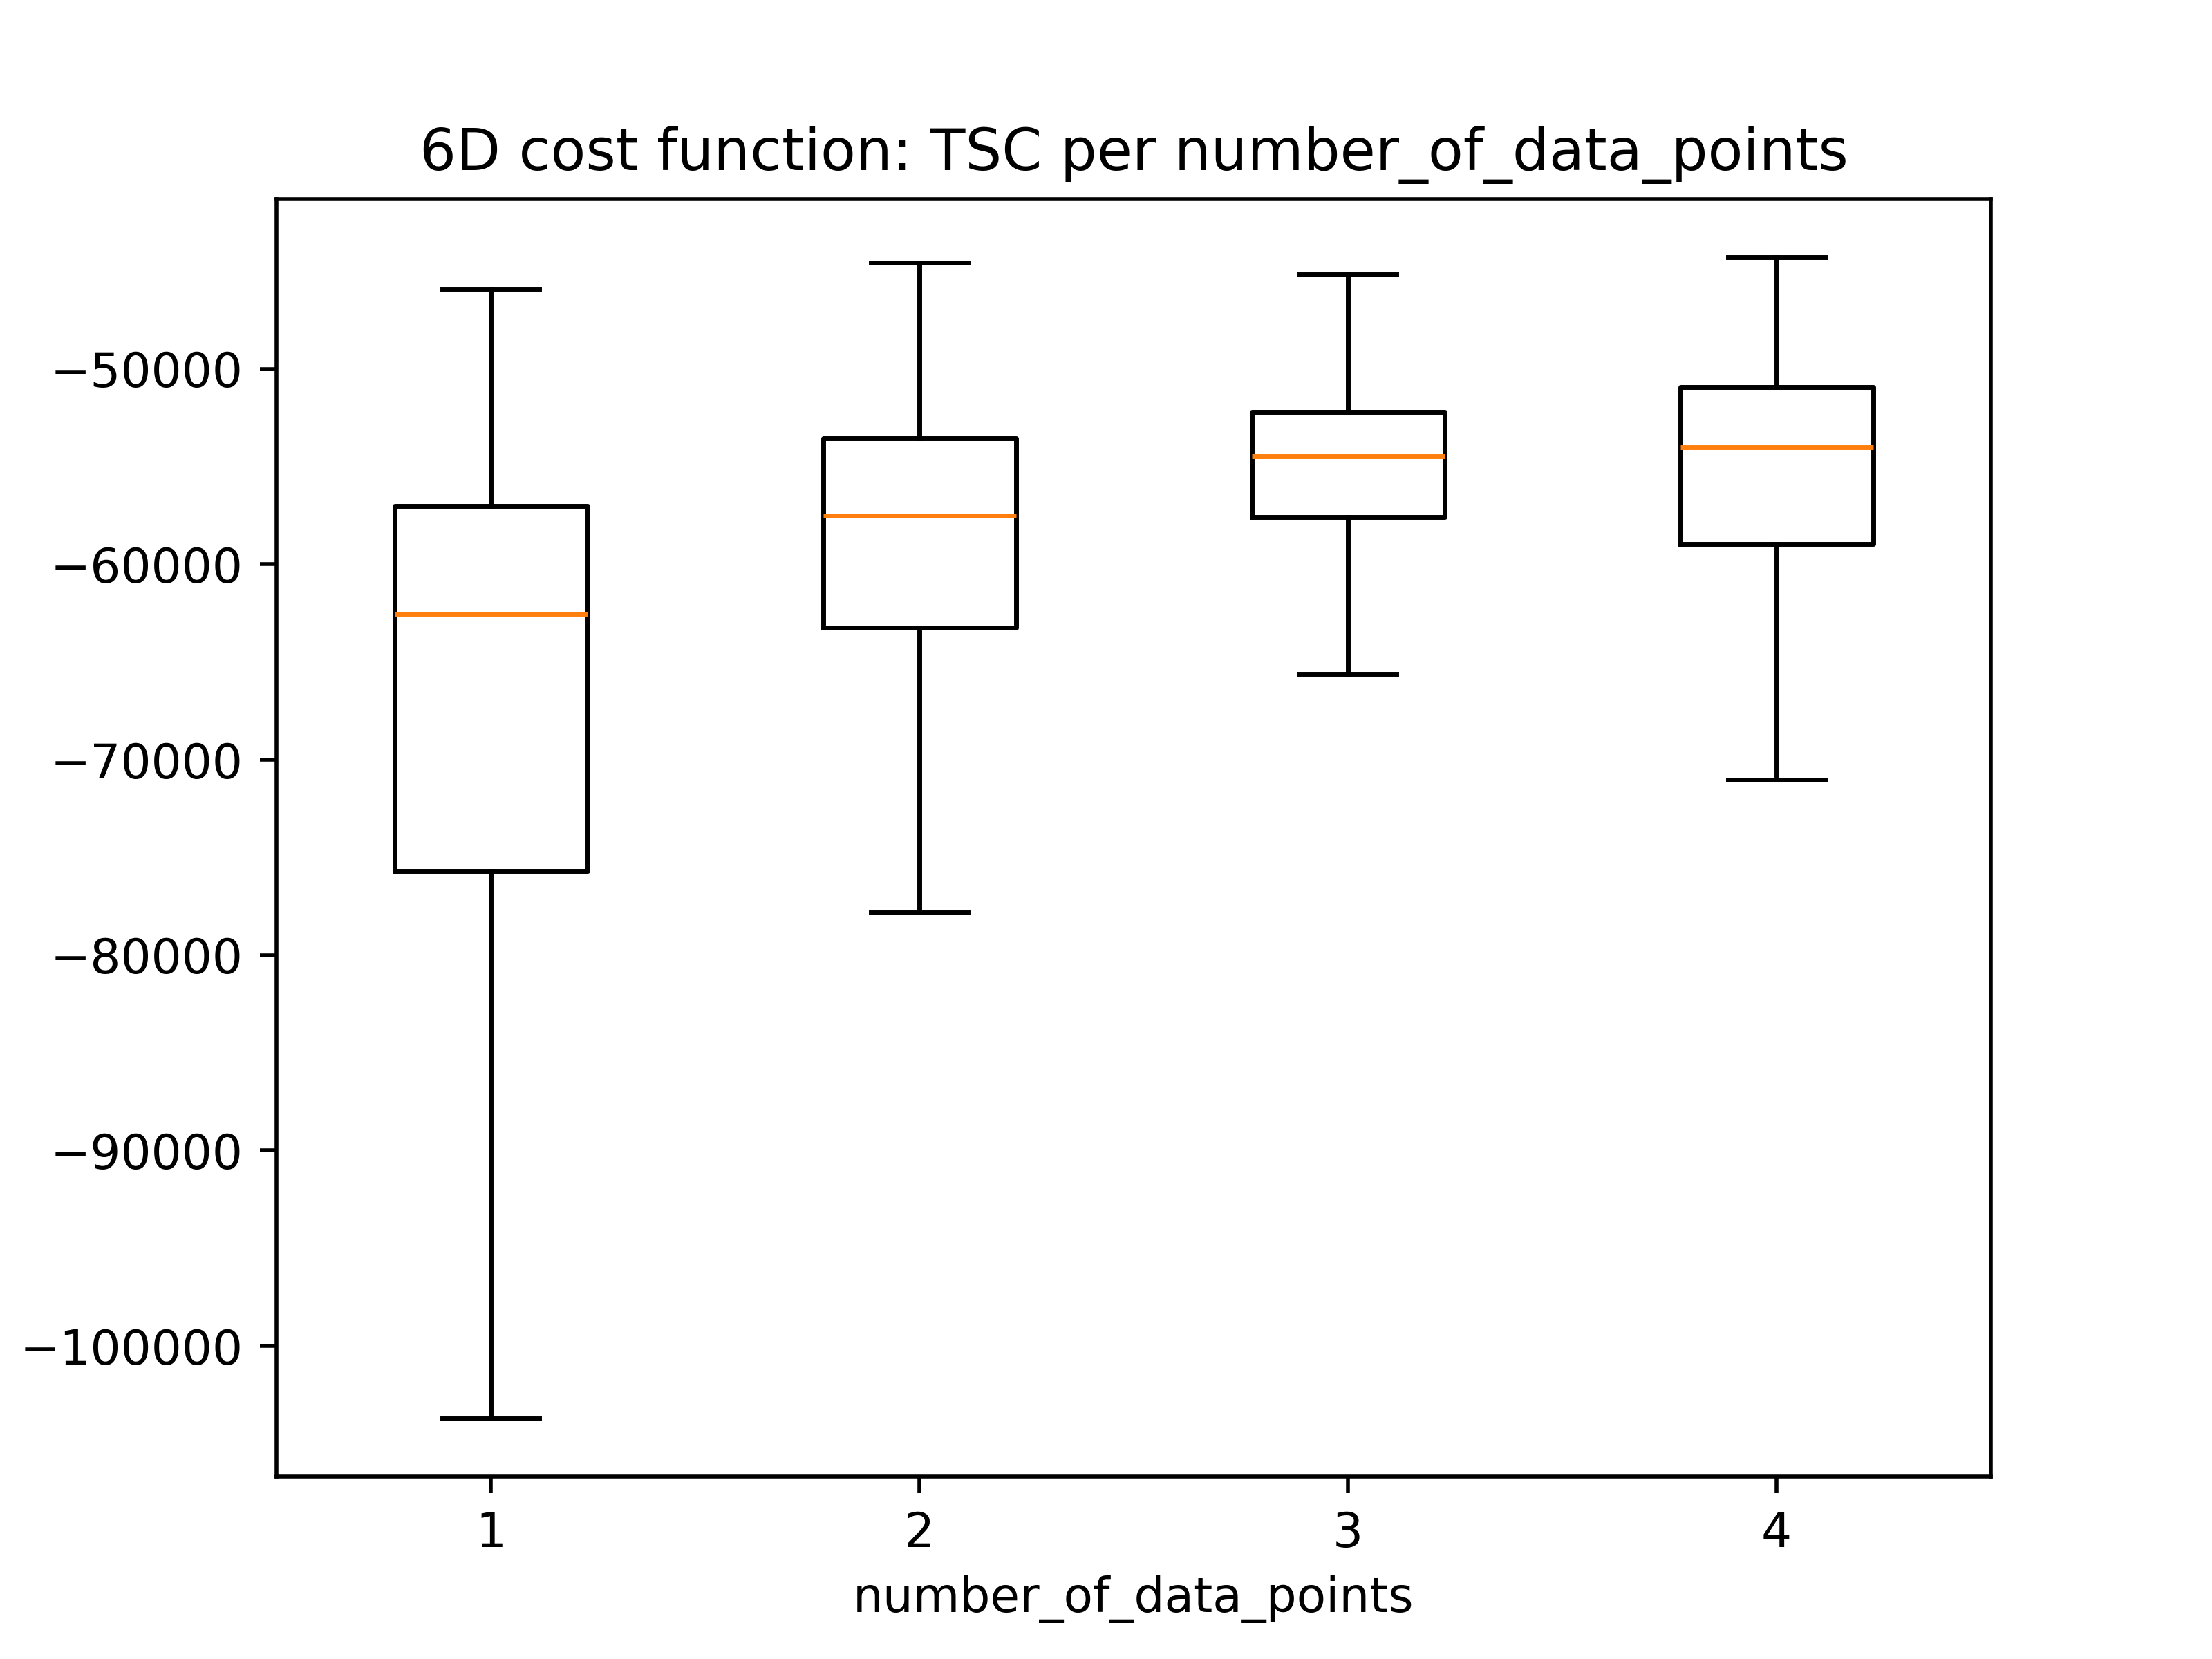 6D cost function: TSC per number_of_data_points
−50000
−60000
−70000
−80000
−90000
−100000
1 2 3 4
number_of_data_points